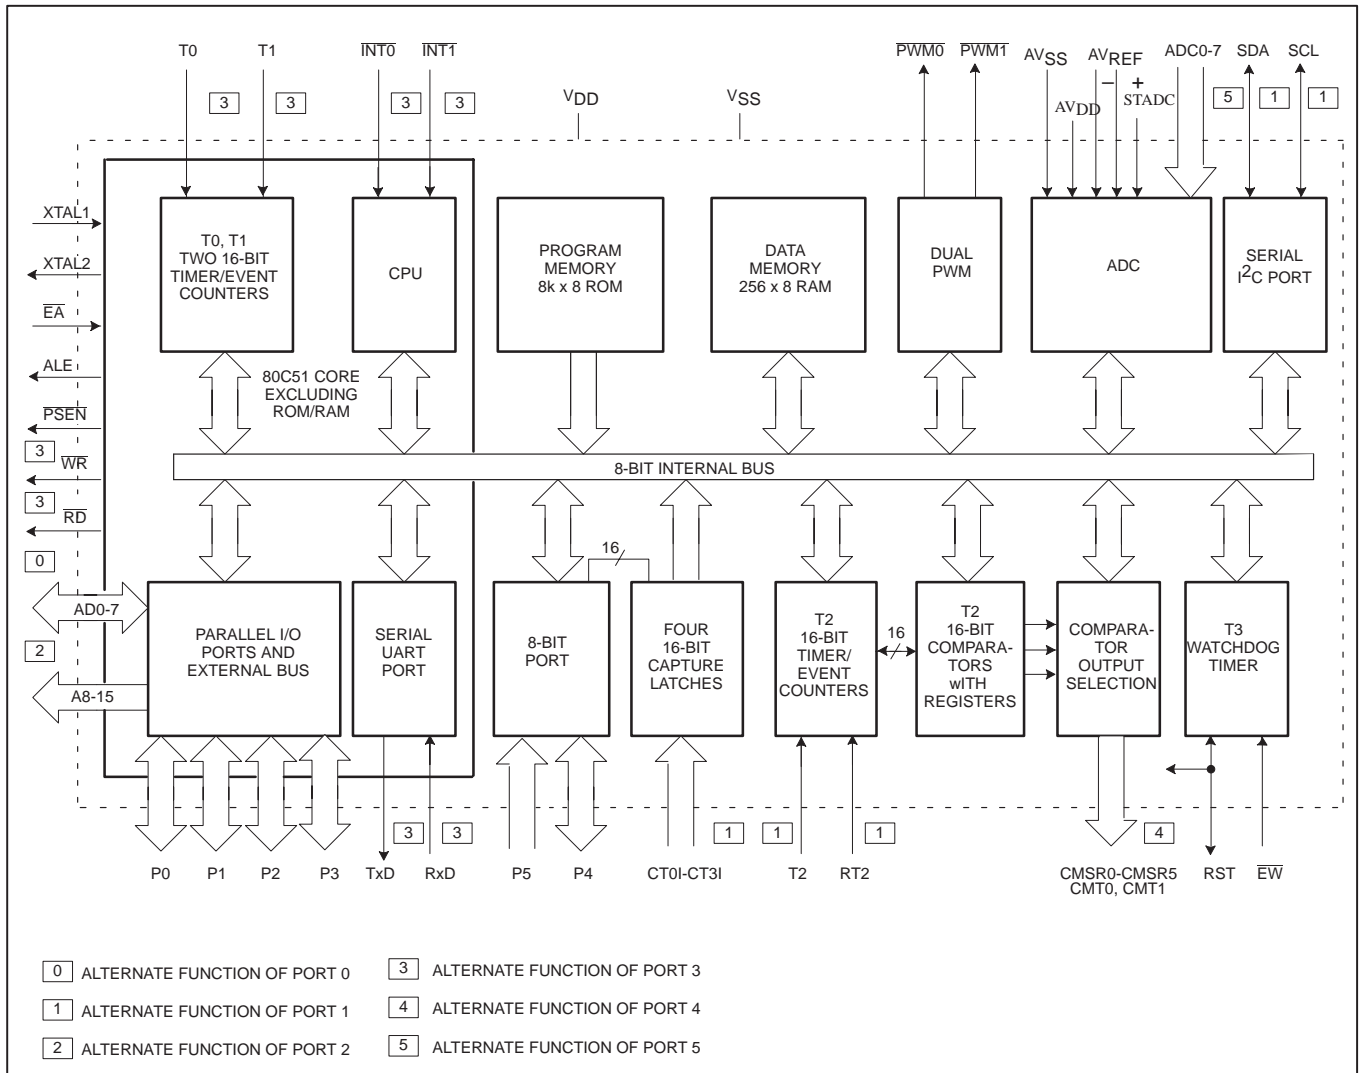 T0 T1 INT0 INT1 PWM0 PWM1 AVSS AVREF ADC0-7 SDA SCL
– +
3 3 3 3 VDD VSS AVDD STADC 5 1 1
XTAL1
XTAL2
EA
ALE
PSEN
3
WR
3
RD
0
AD0-7
2
A8-15
T0, T1
TWO 16-BIT
TIMER/EVENT
COUNTERS
CPU
PROGRAM
MEMORY
8k x 8 ROM
DATA
MEMORY
256 x 8 RAM
DUAL
PWM
ADC
SERIAL
I2C PORT
80C51 CORE
EXCLUDING
ROM/RAM
8-BIT INTERNAL BUS
PARALLEL I/O
PORTS AND
EXTERNAL BUS
SERIAL
UART
PORT
8-BIT
PORT
16
FOUR
16-BIT
CAPTURE
LATCHES
T2
16-BIT
TIMER/
EVENT
COUNTERS
16
T2
16-BIT
COMPARA-
TORS
wITH
REGISTERS
COMPARA-
TOR
OUTPUT
SELECTION
T3
WATCHDOG
TIMER
3 3 1 1 1 4
P0 P1 P2 P3 TxD RxD P5 P4 CT0I-CT3I T2 RT2 CMSR0-CMSR5 RST EW
CMT0, CMT1
0 ALTERNATE FUNCTION OF PORT 0
1 ALTERNATE FUNCTION OF PORT 1
2 ALTERNATE FUNCTION OF PORT 2
3 ALTERNATE FUNCTION OF PORT 3
4 ALTERNATE FUNCTION OF PORT 4
5 ALTERNATE FUNCTION OF PORT 5